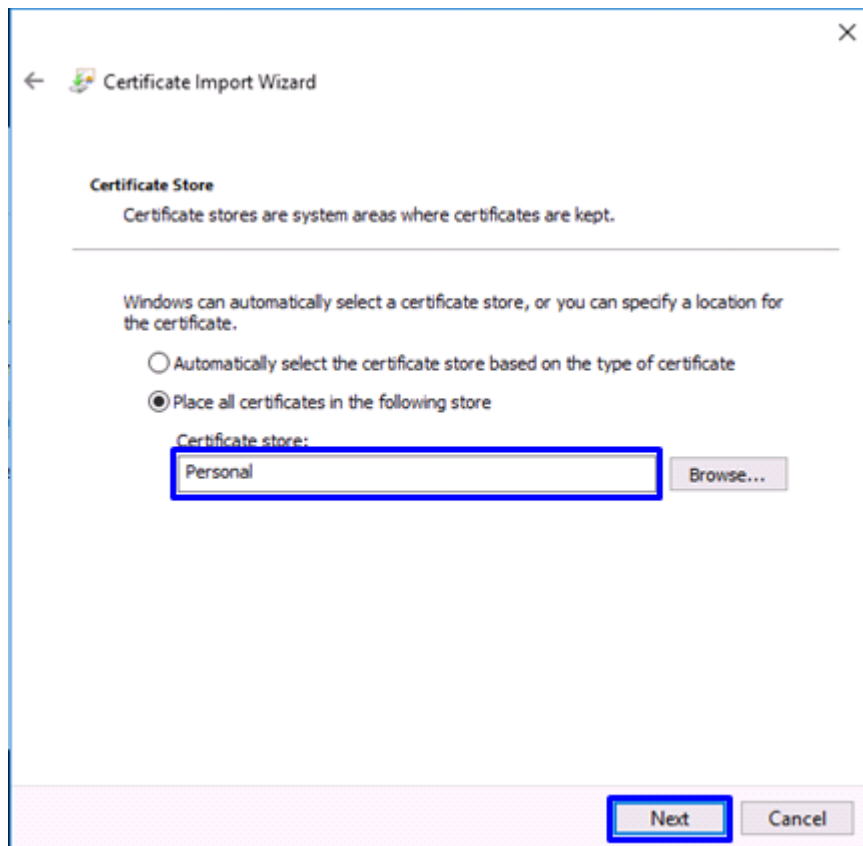 Certificate Import Wizard
Certificate Store
Certificate stores are system areas where certificates are kept.
Windows can automatically select a certificate store, or you can specify a location for
the certificate.
Automatically select the certificate store based on the type of certificate
Place all certificates in the following store
Certificate store:
Personal
Browse...
Next
Cancel